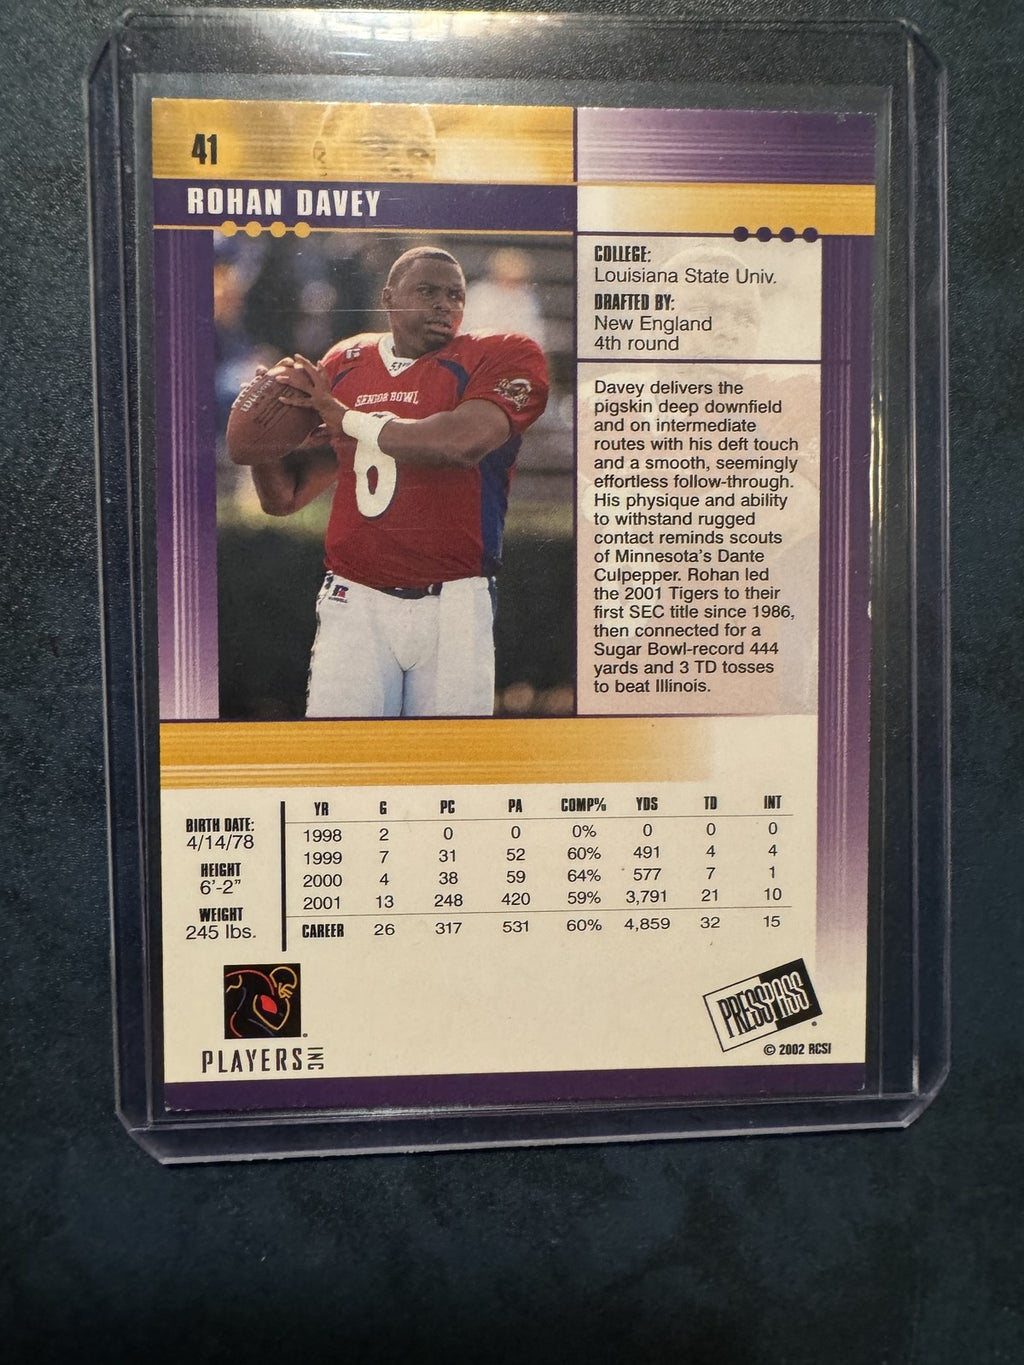 41
ROHAN DAVEY
COLLEGE:
Louisiana State Univ.
DRAFTED BY:
New England
4th round
SENIOR BOWL
6
Davey delivers the
pigskin deep downfield
and on intermediate
routes with his deft touch
and a smooth, seemingly
effortless follow-through.
His physique and ability
to withstand rugged
contact reminds scouts
of Minnesota's Dante
Culpepper. Rohan led
the 2001 Tigers to their
first SEC title since 1986,
then connected for a
Sugar Bowl-record 444
yards and 3 TD tosses
to beat Illinois.
BIRTH DATE:
4/14/78
HEIGHT
6'-2"
WEIGHT
245 lbs.
YR G PC PA COMP% YDS TD INT
1998 2 0 0 0% 0 0 0
1999 7 31 52 60% 491 4 4
2000 4 38 59 64% 577 7 1
2001 13 248 420 59% 3,791 21 10
CAREER 26 317 531 60% 4,859 32 15
PLAYERS INC
PRESS PASS
© 2002 RCSI